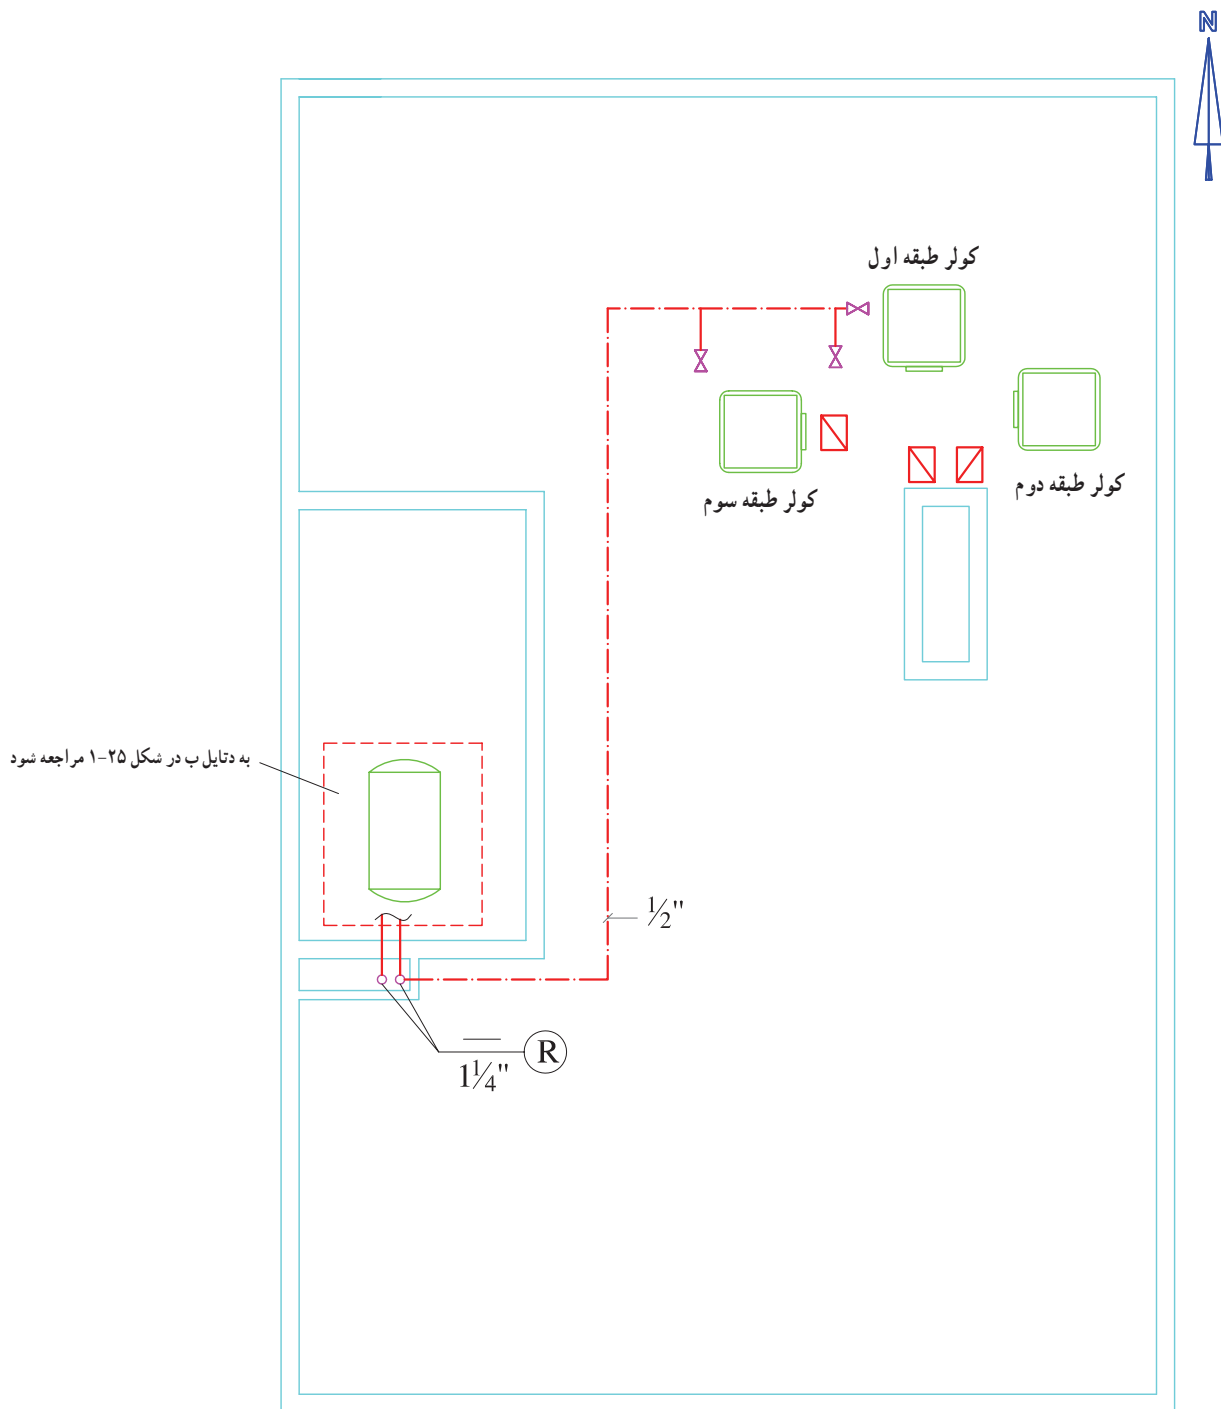 N
کولر طبقه اول
کولر طبقه دوم
کولر طبقه سوم
به دتایل ب در شکل ۲۵-۱ مراجعه شود
½"
R
1¼"